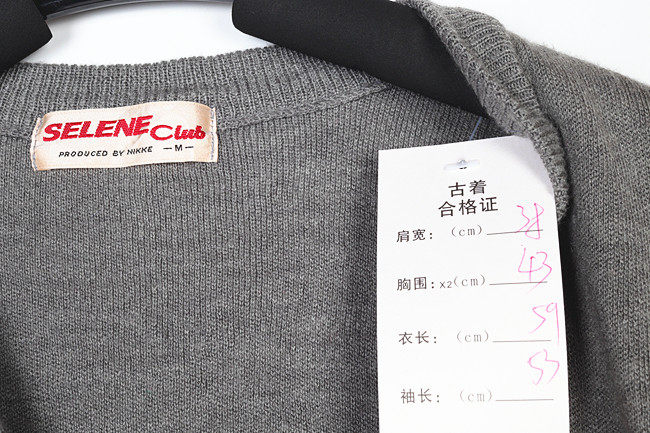 SELENE Club
PRODUCED BY NIKKE -M-
古着
合格证
肩宽：(cm) 38
胸围：x2(cm) 43
衣长：(cm) 59
袖长：(cm) 53